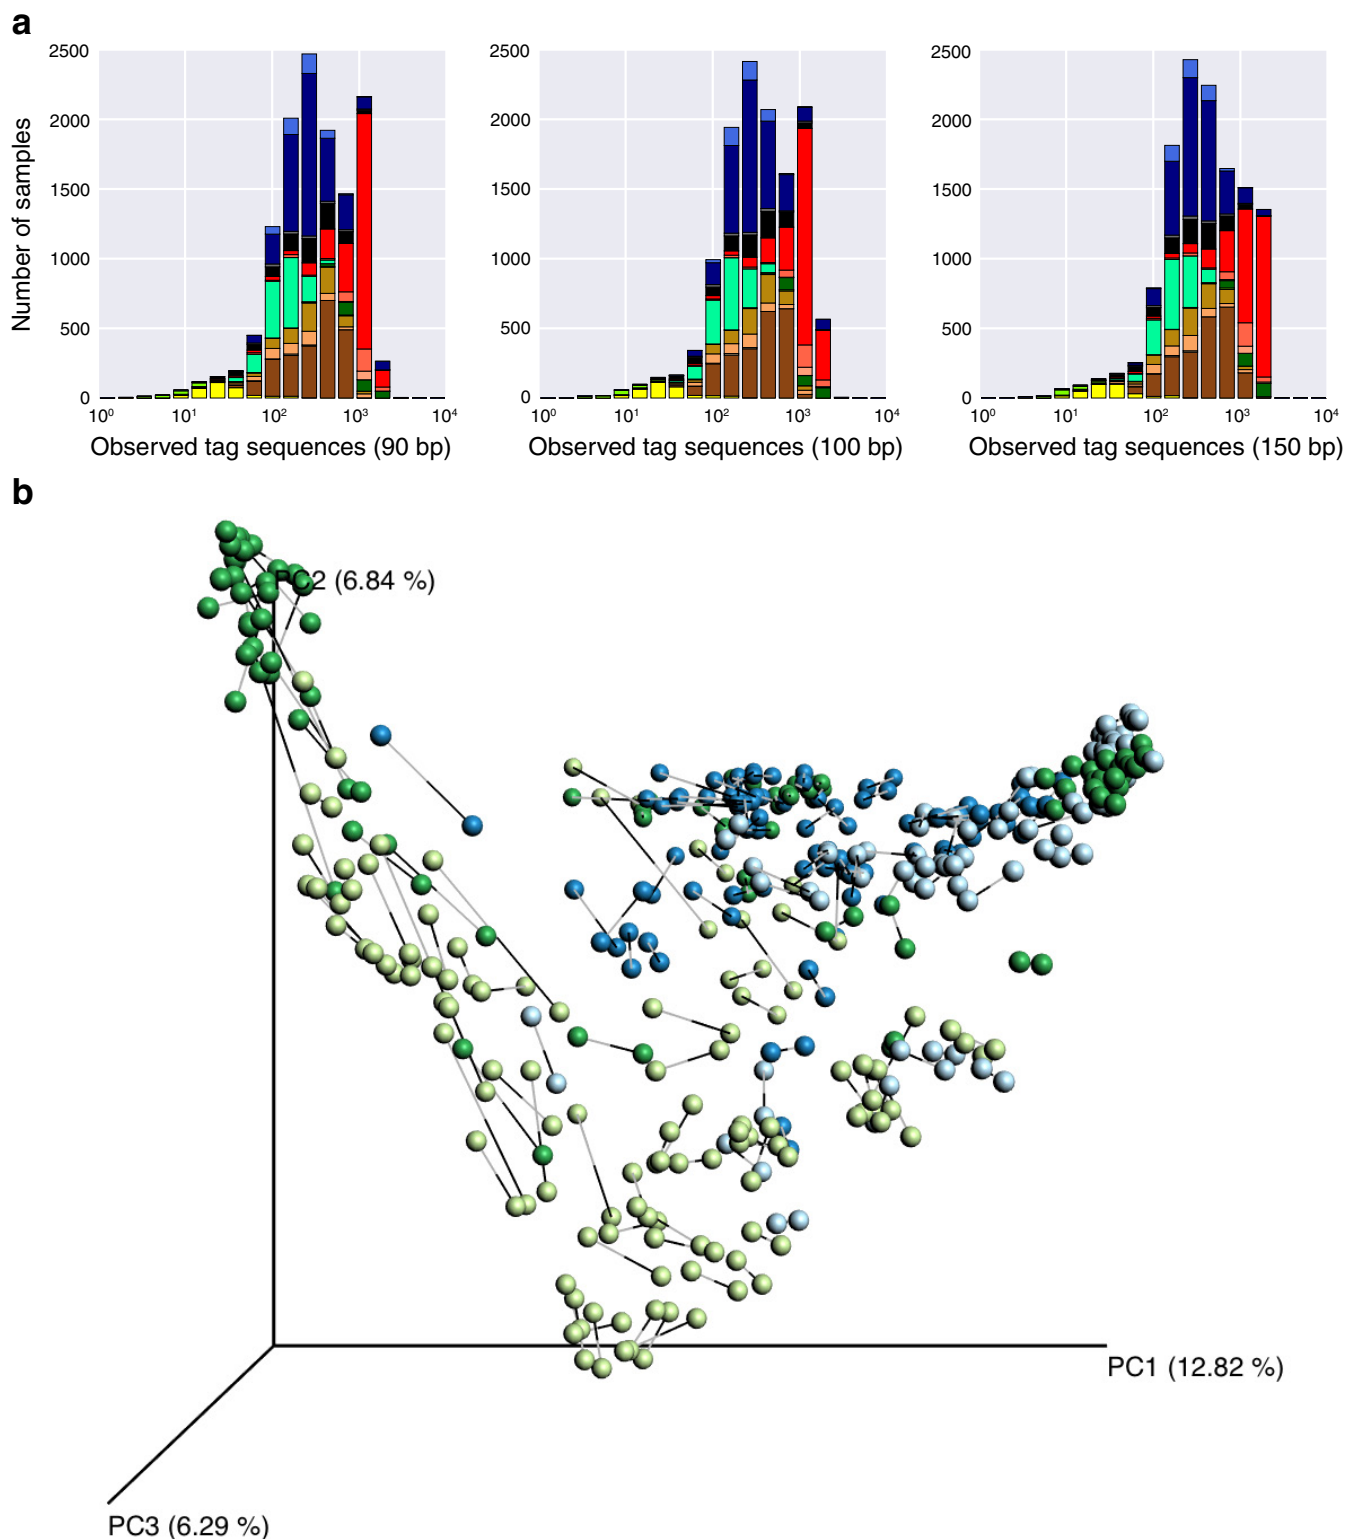 a
2500 2500 2500
2000 2000 2000
1500 1500 1500
1000 1000 1000
500 500 500
0 0 0
Number of samples
10⁰ 10¹ 10² 10³ 10⁴ 10⁰ 10¹ 10² 10³ 10⁴ 10⁰ 10¹ 10² 10³ 10⁴
Observed tag sequences (90 bp) Observed tag sequences (100 bp) Observed tag sequences (150 bp)
b
PC2 (6.84 %)
PC1 (12.82 %)
PC3 (6.29 %)